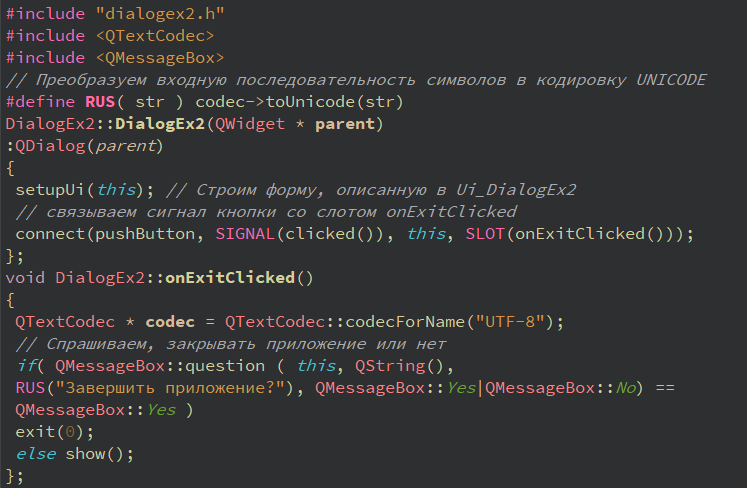 #include "dialogex2.h"
#include <QTextCodec>
#include <QMessageBox>
// Преобразуем входную последовательность символов в кодировку UNICODE
#define RUS( str ) codec->toUnicode(str)
DialogEx2::DialogEx2(QWidget * parent)
:QDialog(parent)
{
setupUi(this); // Строим форму, описанную в Ui_DialogEx2
// связываем сигнал кнопки со слотом onExitClicked
connect(pushButton, SIGNAL(clicked()), this, SLOT(onExitClicked()));
};
void DialogEx2::onExitClicked()
{
QTextCodec * codec = QTextCodec::codecForName("UTF-8");
// Спрашиваем, закрывать приложение или нет
if( QMessageBox::question ( this, QString(),
RUS("Завершить приложение?"), QMessageBox::Yes|QMessageBox::No) ==
QMessageBox::Yes )
exit(0);
else show();
};